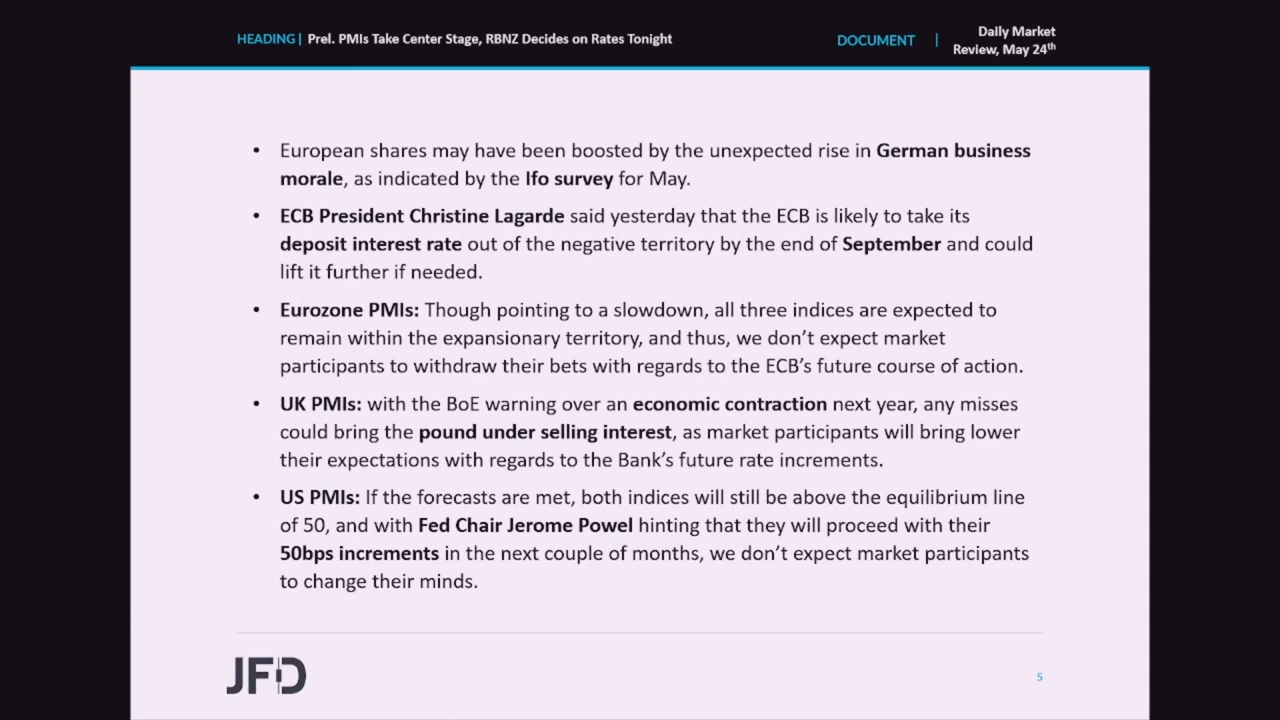 HEADING| Prel. PMIs Take Center Stage, RBNZ Decides on Rates Tonight
DOCUMENT | Daily Market
Review, May 24th
• European shares may have been boosted by the unexpected rise in German business
morale, as indicated by the Ifo survey for May.
• ECB President Christine Lagarde said yesterday that the ECB is likely to take its
deposit interest rate out of the negative territory by the end of September and could
lift it further if needed.
• Eurozone PMIs: Though pointing to a slowdown, all three indices are expected to
remain within the expansionary territory, and thus, we don’t expect market
participants to withdraw their bets with regards to the ECB’s future course of action.
• UK PMIs: with the BoE warning over an economic contraction next year, any misses
could bring the pound under selling interest, as market participants will bring lower
their expectations with regards to the Bank’s future rate increments.
• US PMIs: If the forecasts are met, both indices will still be above the equilibrium line
of 50, and with Fed Chair Jerome Powel hinting that they will proceed with their
50bps increments in the next couple of months, we don’t expect market participants
to change their minds.
JFD
5